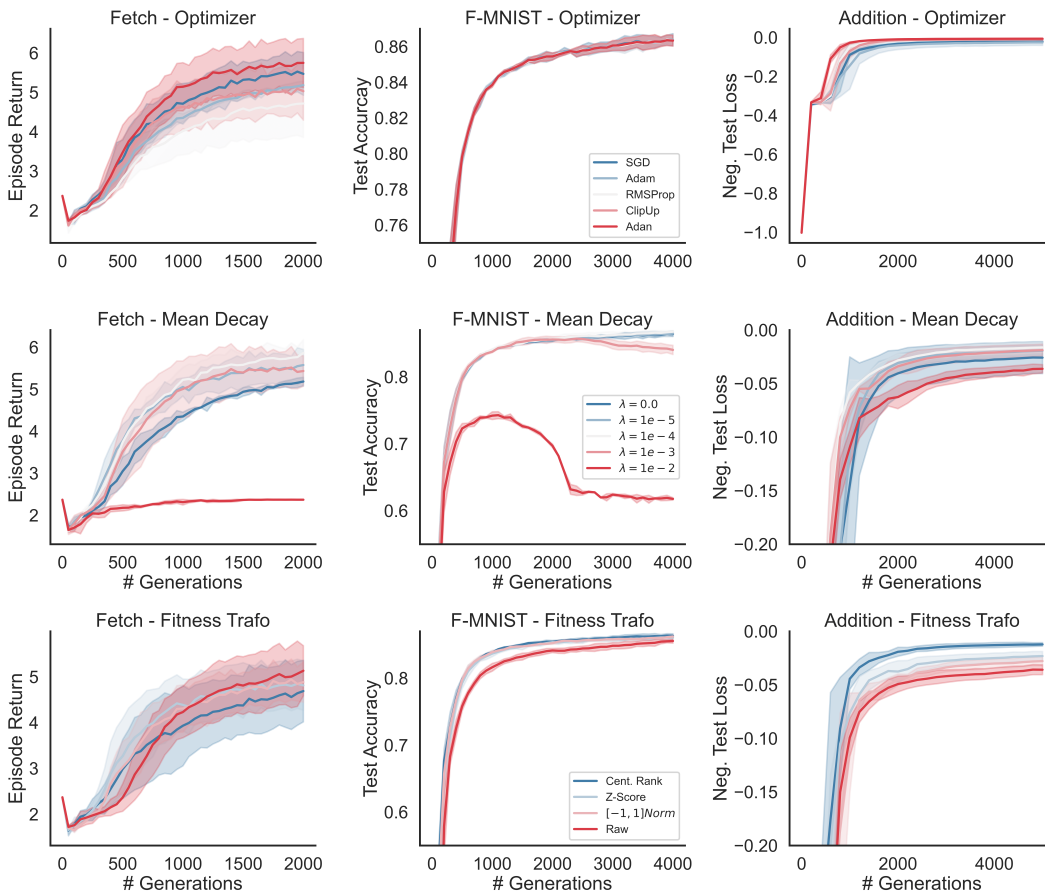 Fetch - Optimizer
F-MNIST - Optimizer
Addition - Optimizer
Episode Return
6
5
4
3
2
0
500
1000
1500
2000
Test Accurcay
0.86
0.84
0.82
0.80
0.78
0.76
0
1000
2000
3000
4000
SGD
Adam
RMSProp
ClipUp
Adan
Neg. Test Loss
0.0
−0.2
−0.4
−0.6
−0.8
−1.0
0
2000
4000
Fetch - Mean Decay
F-MNIST - Mean Decay
Addition - Mean Decay
Episode Return
6
5
4
3
2
0
500
1000
1500
2000
# Generations
Test Accuracy
0.8
0.7
0.6
0
1000
2000
3000
4000
# Generations
λ = 0.0
λ = 1e − 5
λ = 1e − 4
λ = 1e − 3
λ = 1e − 2
Neg. Test Loss
0.00
−0.05
−0.10
−0.15
−0.20
0
2000
4000
# Generations
Fetch - Fitness Trafo
F-MNIST - Fitness Trafo
Addition - Fitness Trafo
Episode Return
5
4
3
2
0
500
1000
1500
2000
# Generations
Test Accuracy
0.8
0.7
0.6
0
1000
2000
3000
4000
# Generations
Cent. Rank
Z-Score
[−1, 1]Norm
Raw
Neg. Test Loss
0.00
−0.05
−0.10
−0.15
−0.20
0
2000
4000
# Generations